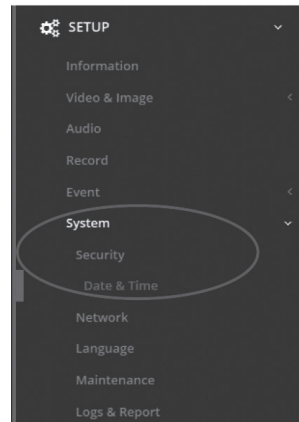 SETUP
Information
Video & Image
Audio
Record
Event
System
Security
Date & Time
Network
Language
Maintenance
Logs & Report